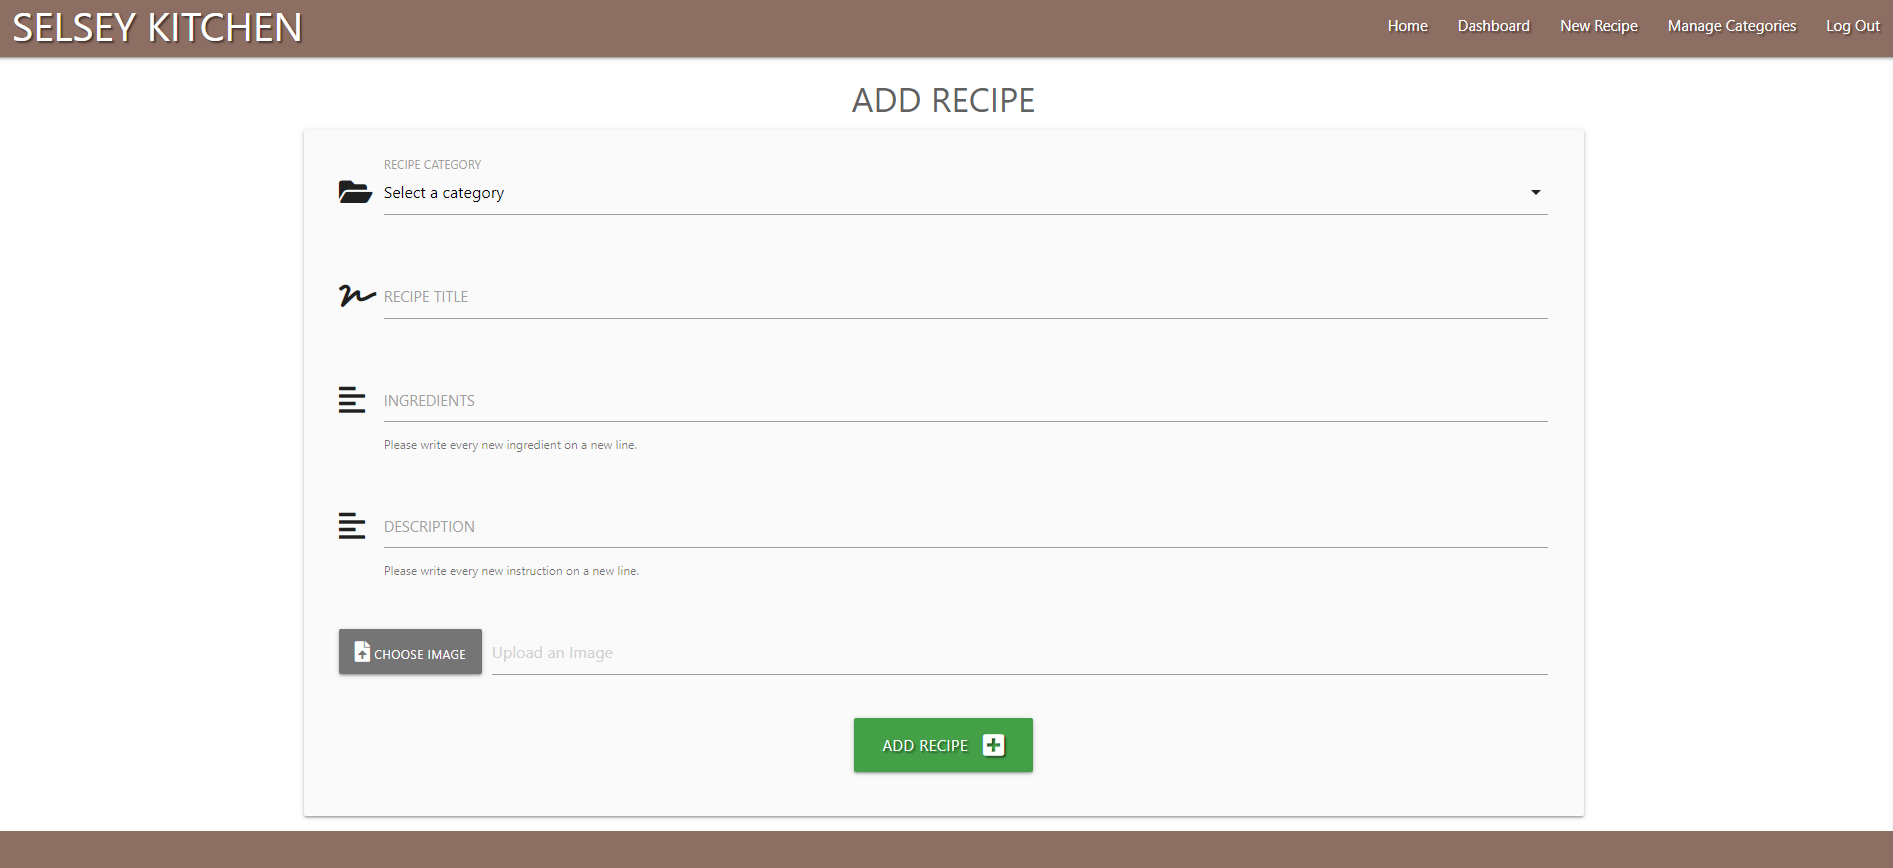 SELSEY KITCHEN
Home Dashboard New Recipe Manage Categories Log Out
ADD RECIPE
RECIPE CATEGORY
Select a category
RECIPE TITLE
INGREDIENTS
Please write every new ingredient on a new line.
DESCRIPTION
Please write every new instruction on a new line.
CHOOSE IMAGE Upload an Image
ADD RECIPE